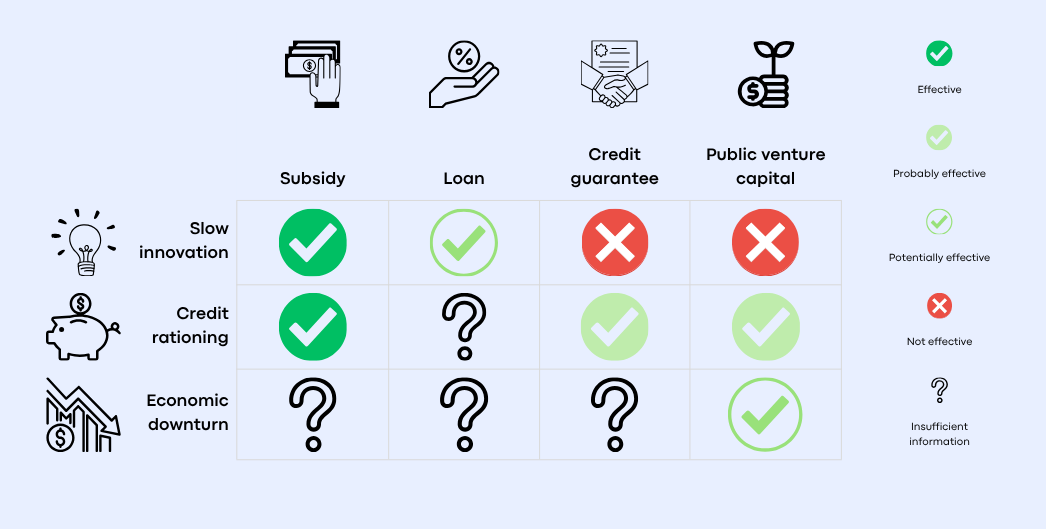 Subsidy
Loan
Credit
guarantee
Public venture
capital
Slow
innovation
Credit
rationing
Economic
downturn
Effective
Probably effective
Potentially effective
Not effective
Insufficient
information